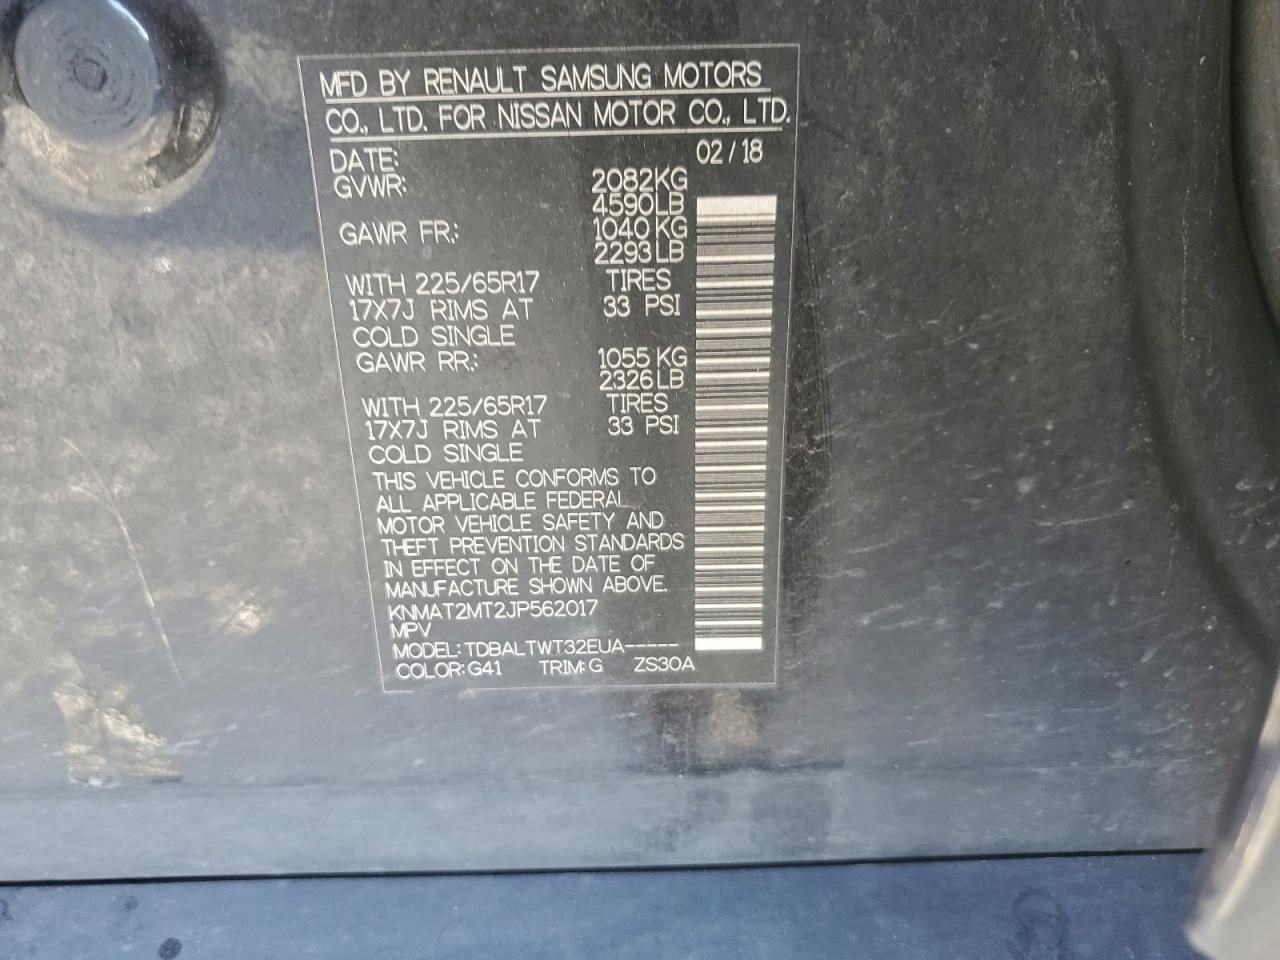 MFD BY RENAULT SAMSUNG MOTORS
CO., LTD. FOR NISSAN MOTOR CO., LTD.
DATE: 02/18
GVWR: 2082KG
4590LB
GAWR FR.: 1040 KG
2293LB
WITH 225/65R17 TIRES
17X7J RIMS AT 33 PSI
COLD SINGLE
GAWR RR.: 1055 KG
2326LB
WITH 225/65R17 TIRES
17X7J RIMS AT 33 PSI
COLD SINGLE
THIS VEHICLE CONFORMS TO
ALL APPLICABLE FEDERAL
MOTOR VEHICLE SAFETY AND
THEFT PREVENTION STANDARDS
IN EFFECT ON THE DATE OF
MANUFACTURE SHOWN ABOVE.
KNMAT2MT2JP562017
MPV
MODEL: TDBALTWT32EUA-----
COLOR: G41 TRIM: G ZS30A